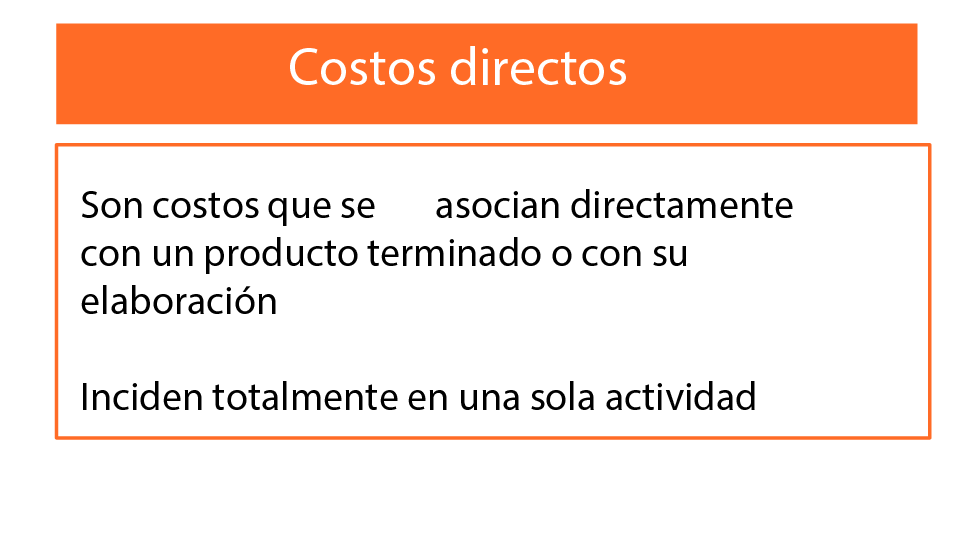 Costos directos
Son costos que se asocian directamente
con un producto terminado o con su
elaboración
Inciden totalmente en una sola actividad